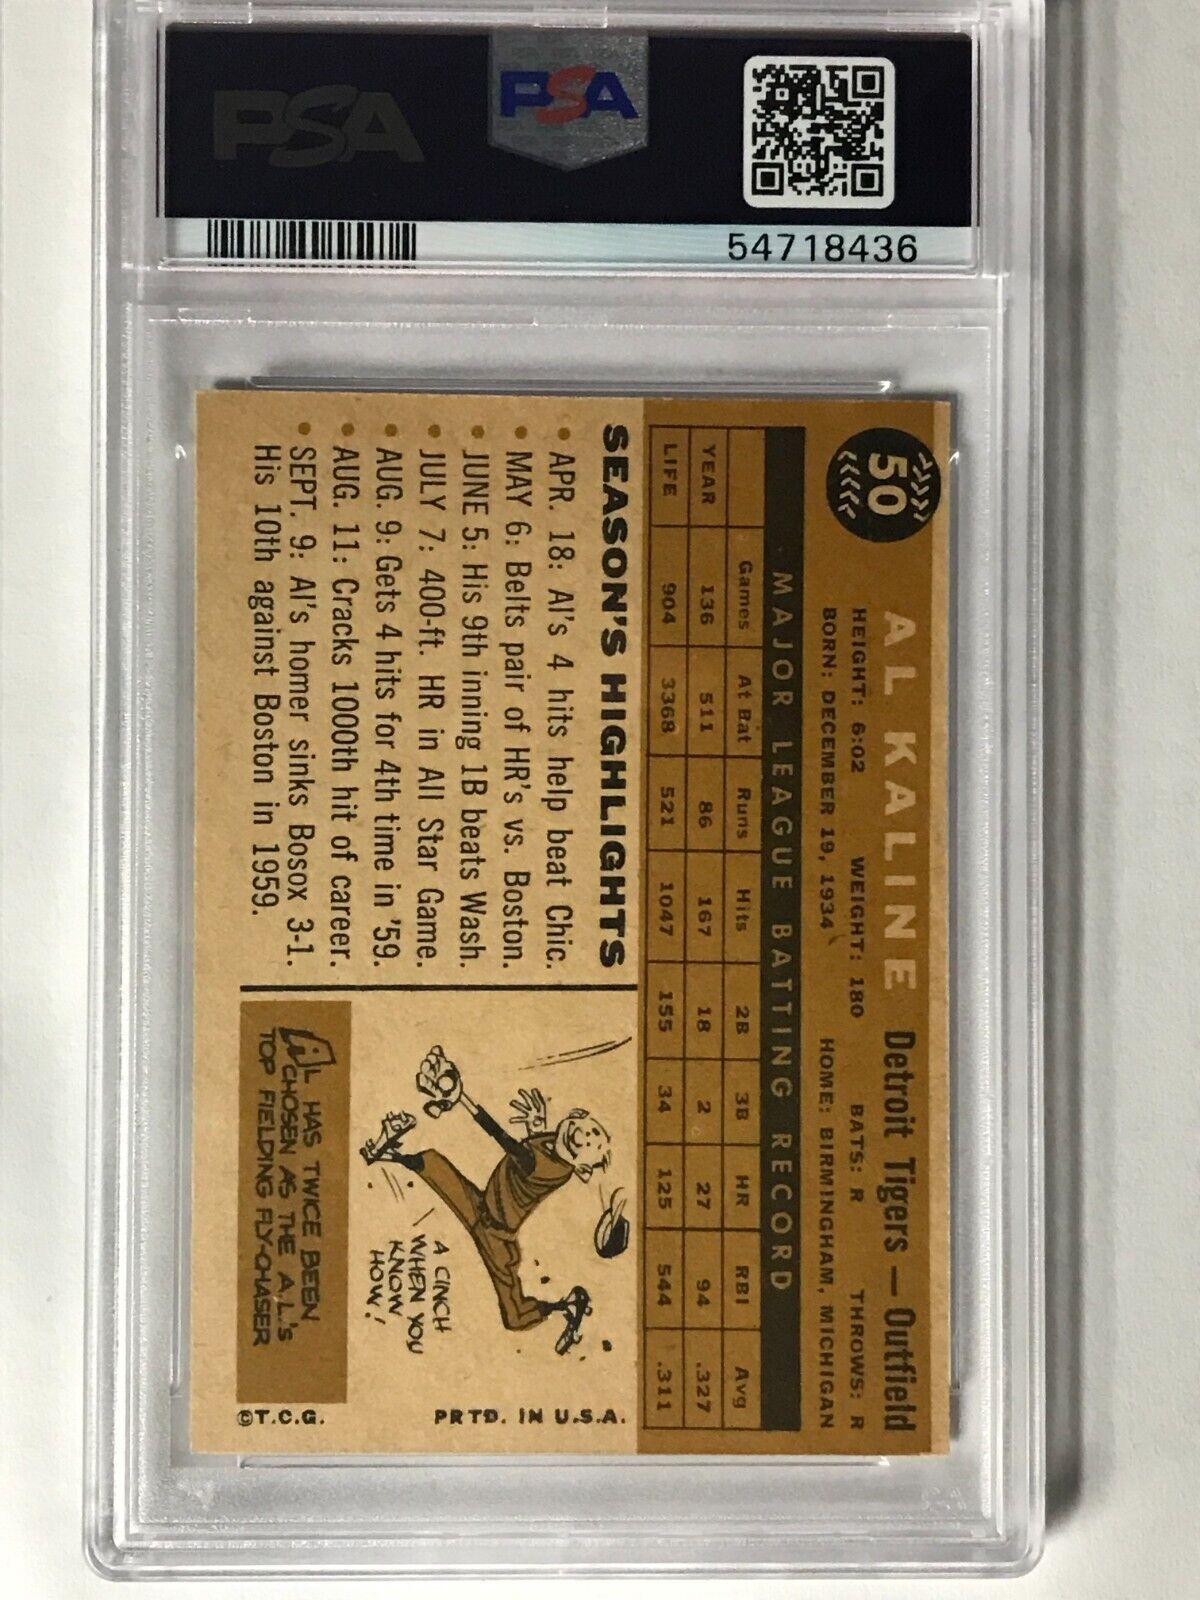 PSA
PSA
54718436
50
AL KALINE Detroit Tigers — Outfield
HEIGHT: 6:02 WEIGHT: 180 BATS: R THROWS: R
BORN: DECEMBER 19, 1934 HOME: BIRMINGHAM, MICHIGAN
MAJOR LEAGUE BATTING RECORD
Games At Bat Runs Hits 2B 3B HR RBI Avg
YEAR 136 511 86 167 18 2 27 94 .327
LIFE 904 3368 521 1047 155 34 125 544 .311
SEASON'S HIGHLIGHTS
• APR. 18: Al's 4 hits help beat Chic.
• MAY 6: Belts pair of HR's vs. Boston.
• JUNE 5: His 9th inning 1B beats Wash.
• JULY 7: 400-ft. HR in All Star Game.
• AUG. 9: Gets 4 hits for 4th time in '59.
• AUG. 11: Cracks 1000th hit of career.
• SEPT. 9: Al's homer sinks Bosox 3-1.
His 10th against Boston in 1959.
A CINCH
WHEN YOU
KNOW
HOW!
AL HAS TWICE BEEN
CHOSEN AS THE A.L.'s
TOP FIELDING FLY-CHASER
PRTD. IN U.S.A.
©T.C.G.